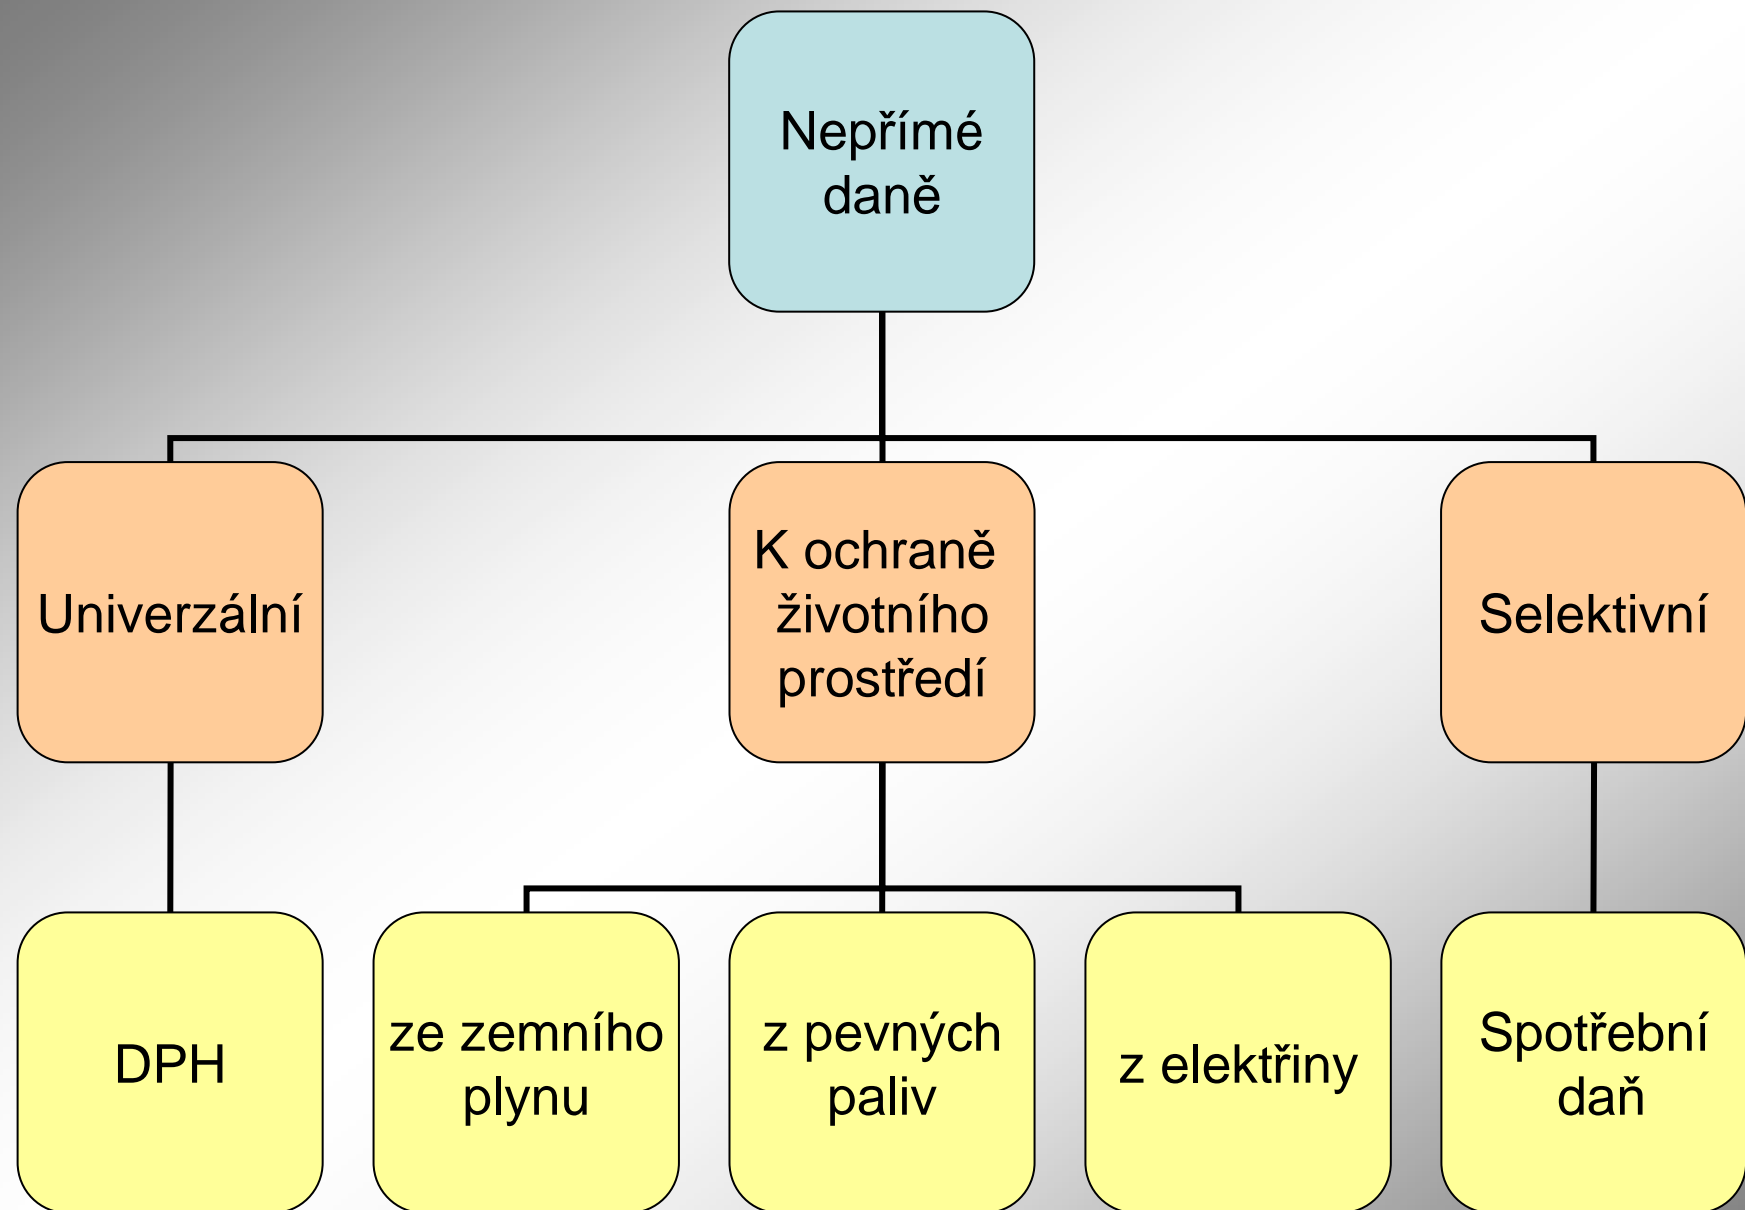 Nepřímé
daně
Univerzální
K ochraně
životního
prostředí
Selektivní
DPH
ze zemního
plynu
z pevných
paliv
z elektřiny
Spotřební
daň